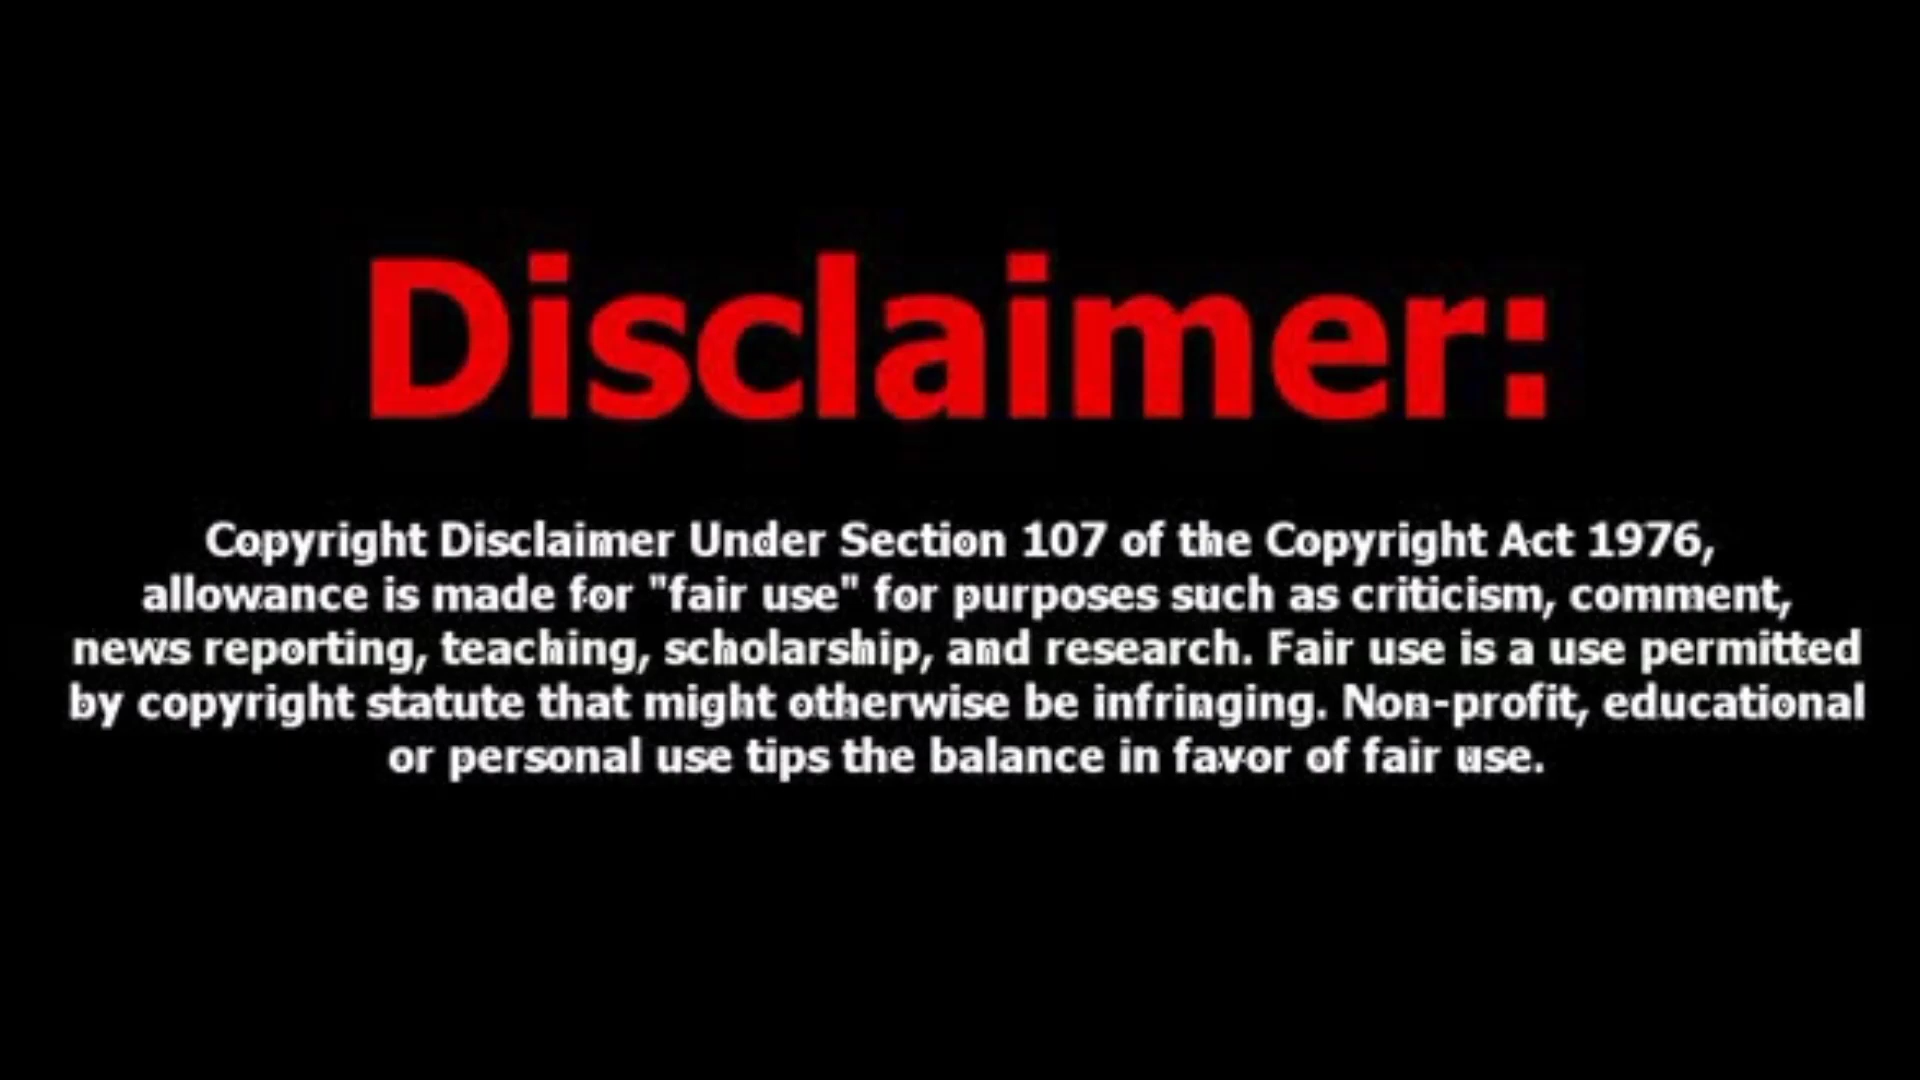 Disclaimer:
Copyright Disclaimer Under Section 107 of the Copyright Act 1976,
allowance is made for "fair use" for purposes such as criticism, comment,
news reporting, teaching, scholarship, and research. Fair use is a use permitted
by copyright statute that might otherwise be infringing. Non-profit, educational
or personal use tips the balance in favor of fair use.